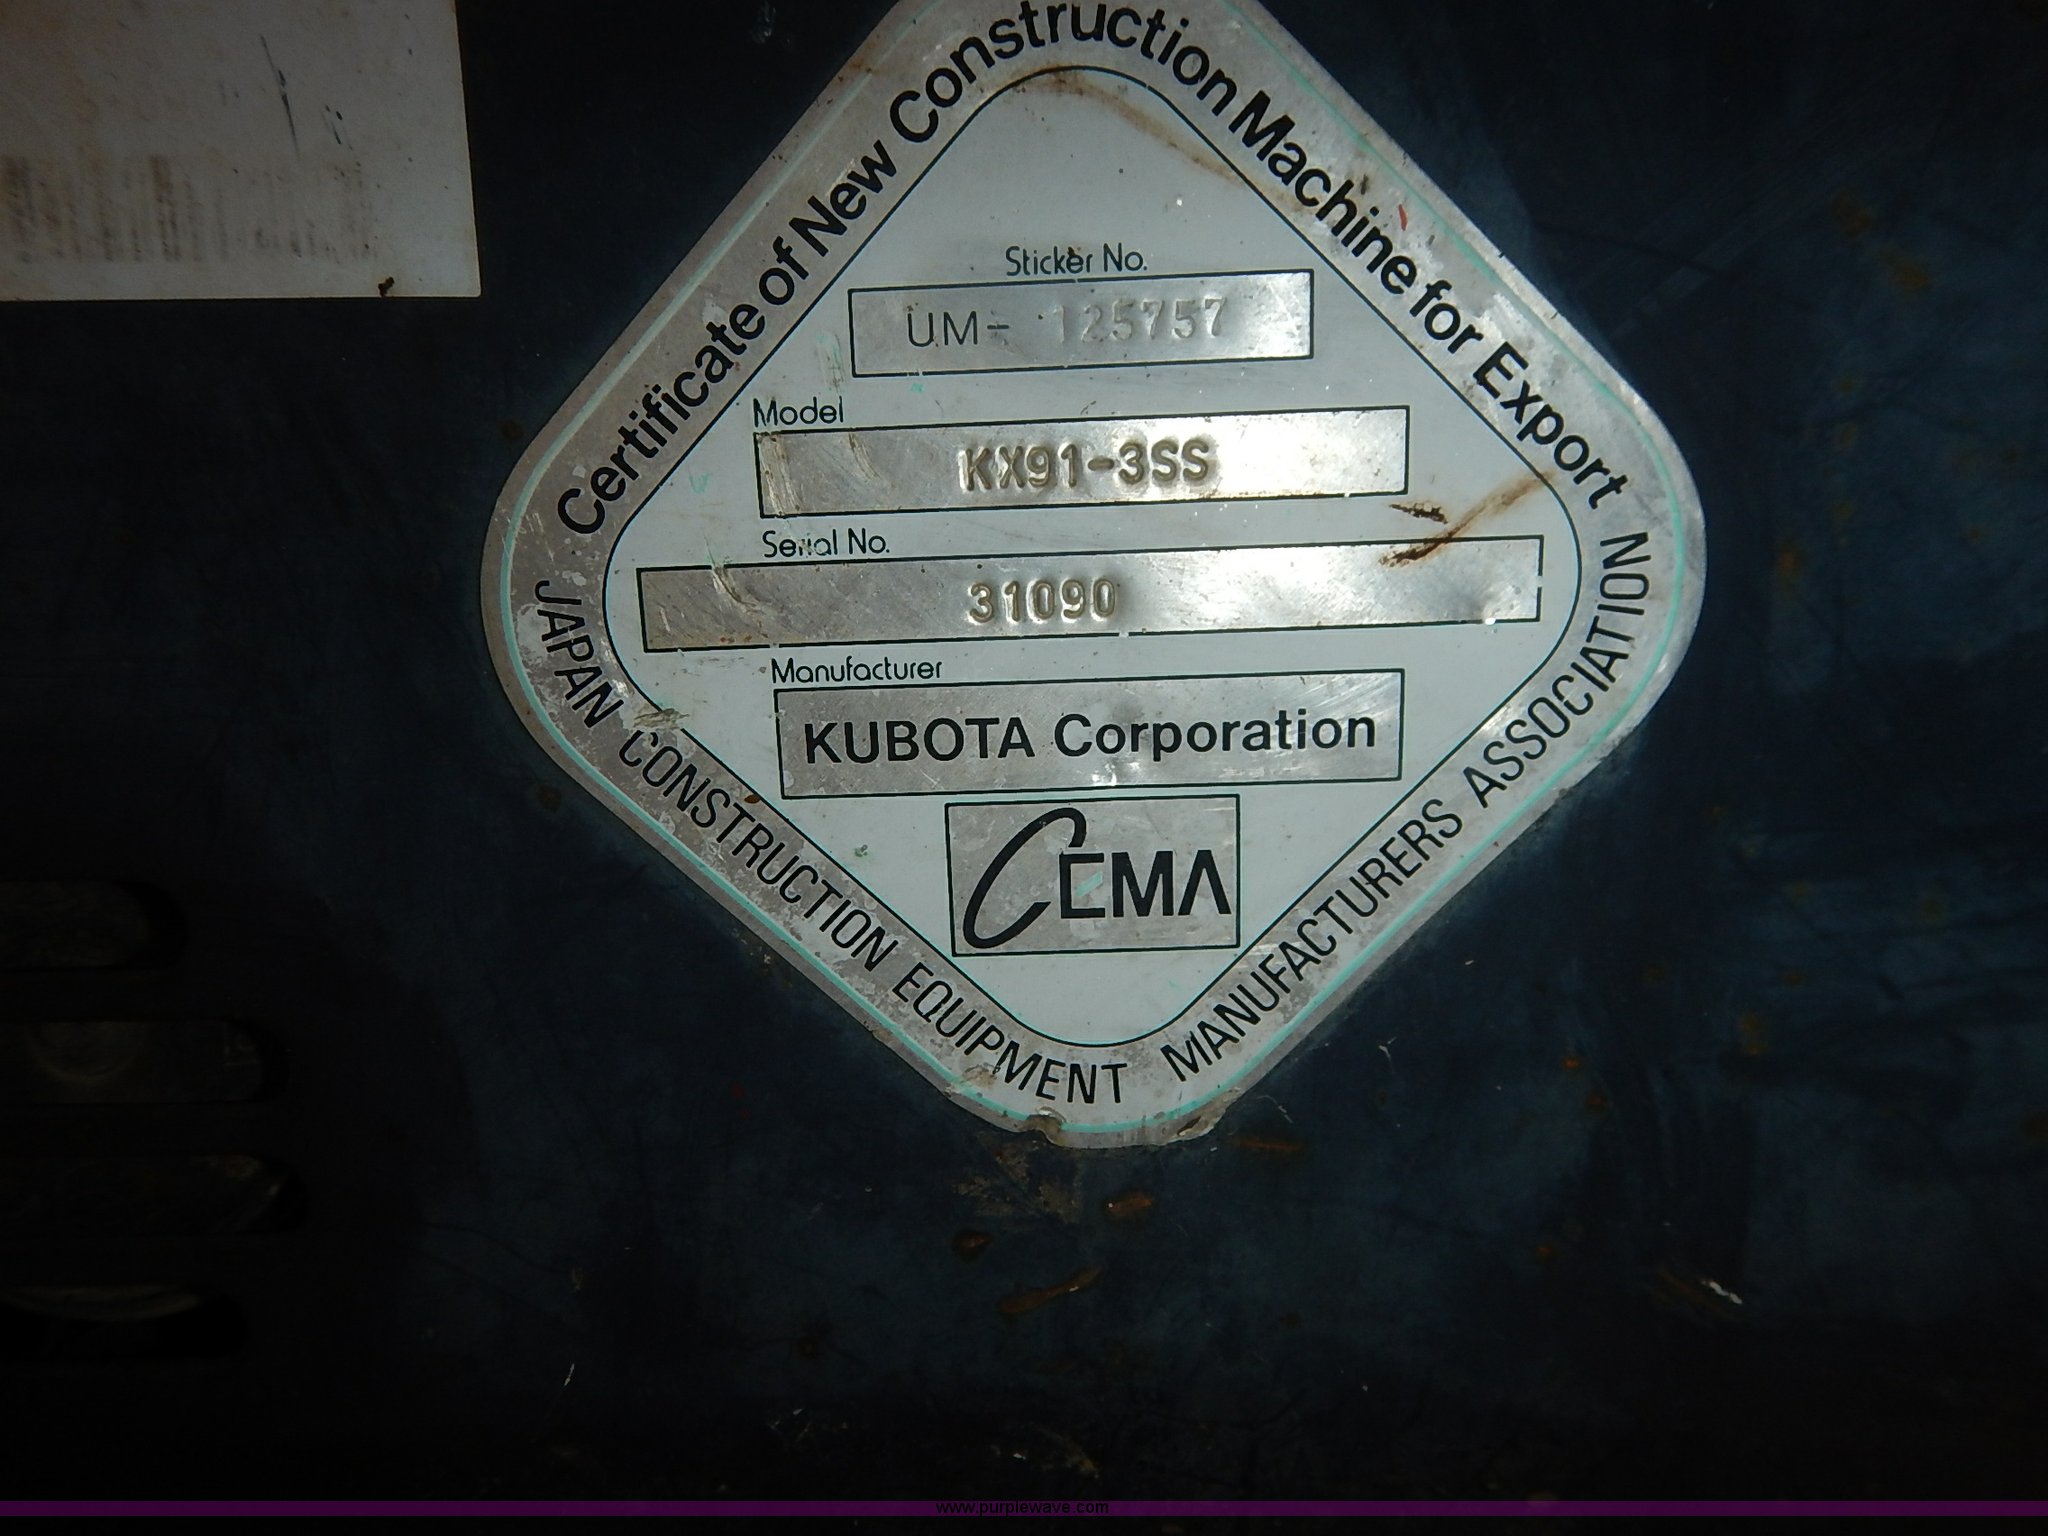 Certificate of New Construction Machine for Export
Sticker No.
UM- 125757
Model
KX91-3SS
Serial No.
31090
Manufacturer
KUBOTA Corporation
CEMA
JAPAN CONSTRUCTION EQUIPMENT MANUFACTURERS ASSOCIATION
www.purplewave.com